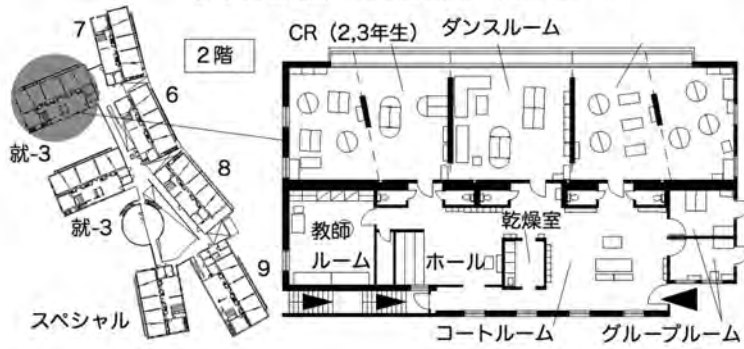 7
6
8
9
就-3
就-3
スペシャル
2階
CR（2,3年生）
ダンスルーム
教師
ルーム
ホール
乾燥室
コートルーム
グループルーム